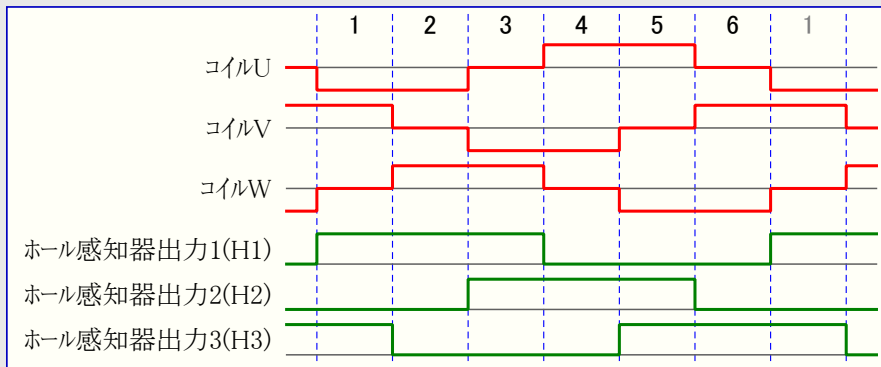 1 2 3 4 5 6 1
コイルU
コイルV
コイルW
ホール感知器出力1(H1)
ホール感知器出力2(H2)
ホール感知器出力3(H3)